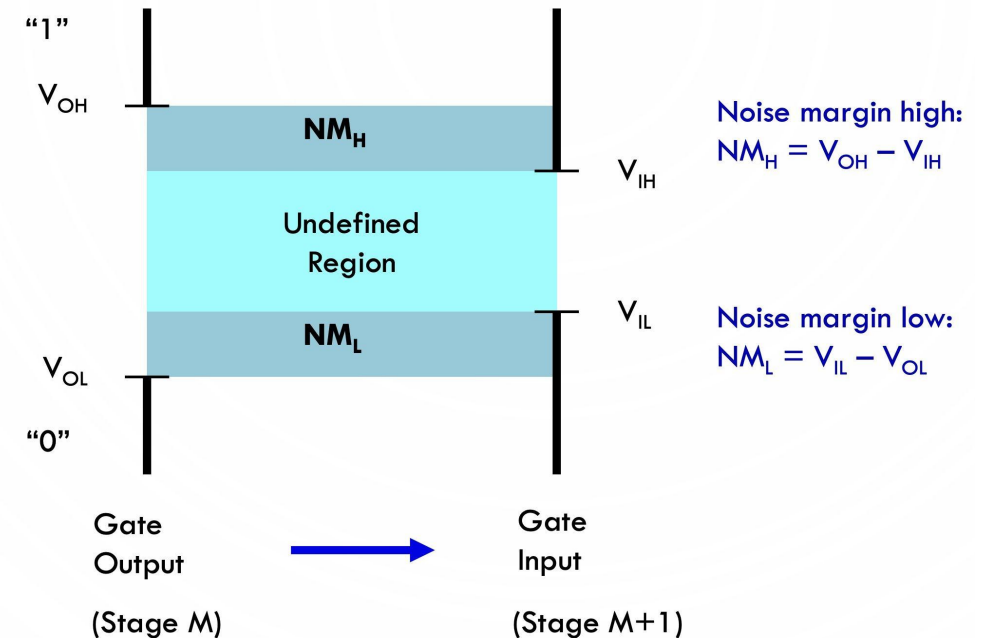 “1”
V_OH
NM_H
Noise margin high:
NM_H = V_OH – V_IH
V_IH
Undefined
Region
V_IL
Noise margin low:
NM_L
NM_L = V_IL – V_OL
V_OL
“0”
Gate
Output
Gate
Input
(Stage M)
(Stage M+1)